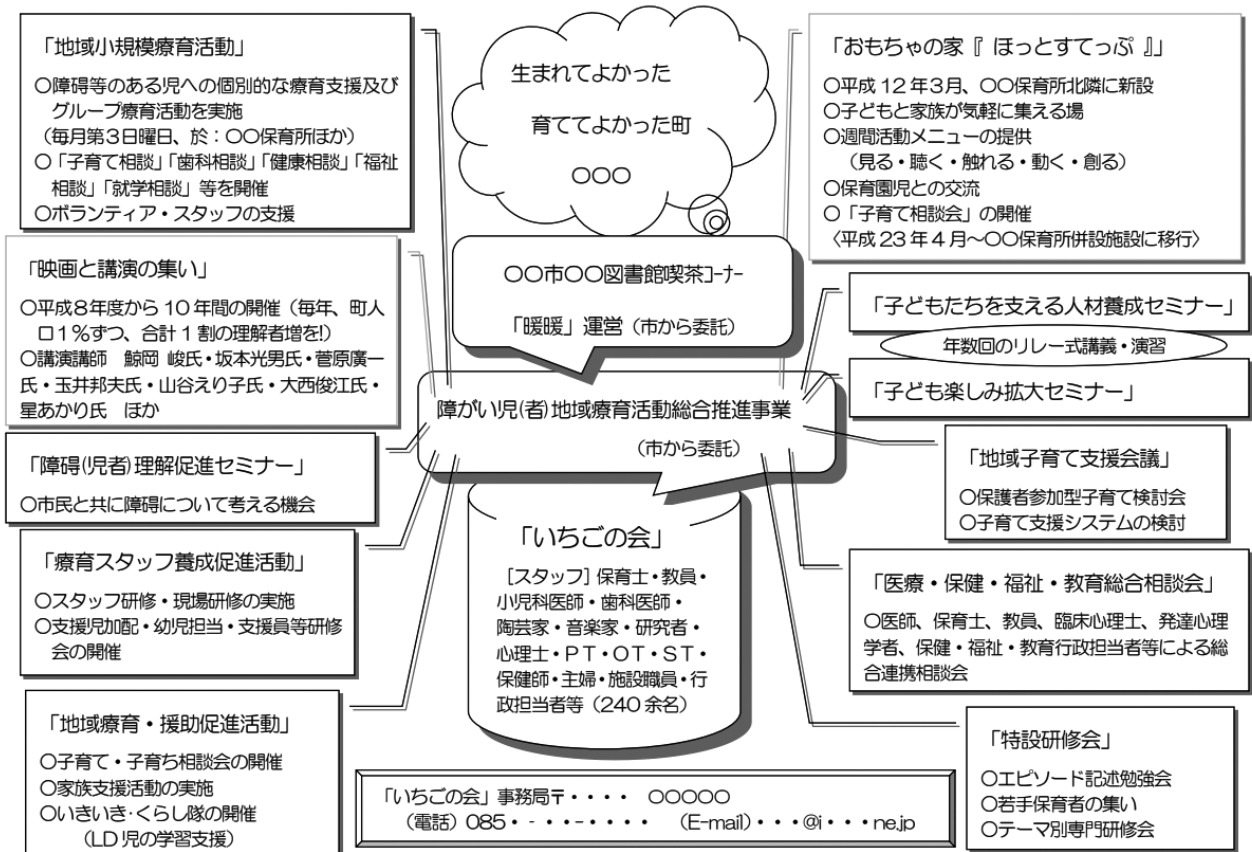 「地域小規模療育活動」
○障碍等のある児への個別的な療育支援及び
グループ療育活動を実施
（毎月第３日曜日、於：○○保育所ほか）
○「子育て相談」「歯科相談」「健康相談」「福祉
相談」「就学相談」等を開催
○ボランティア・スタッフの支援
「映画と講演の集い」
○平成８年度から 10 年間の開催（毎年、町人
口１％ずつ、合計１割の理解者増を!）
○講演講師　鯨岡 峻氏・坂本光男氏・菅原廣一
氏・玉井邦夫氏・山谷えり子氏・大西俊江氏・
星あかり氏　ほか
「障碍(児者)理解促進セミナー」
○市民と共に障碍について考える機会
「療育スタッフ養成促進活動」
○スタッフ研修・現場研修の実施
○支援児加配・幼児担当・支援員等研修
会の開催
「地域療育・援助促進活動」
○子育て・子育ち相談会の開催
○家族支援活動の実施
○いきいき・くらし隊の開催
（LD 児の学習支援）
生まれてよかった
育ててよかった町
○○○
○○市○○図書館喫茶ｺｰﾅｰ
「暖暖」運営（市から委託）
障がい児(者)地域療育活動総合推進事業
（市から委託）
「いちごの会」
［スタッフ］保育士・教員・
小児科医師・歯科医師・
陶芸家・音楽家・研究者・
心理士・ＰＴ・ＯＴ・ＳＴ・
保健師・主婦・施設職員・行
政担当者等（240 余名）
「いちごの会」事務局〒・・・・　○○○○○
（電話）085・・-・・-・・・・　（E-mail）・・・@i・・・ne.jp
「おもちゃの家『 ほっとすてっぷ 』」
○平成 12 年３月、○○保育所北隣に新設
○子どもと家族が気軽に集える場
○週間活動メニューの提供
（見る・聴く・触れる・動く・創る）
○保育園児との交流
○「子育て相談会」の開催
〈平成 23 年４月～○○保育所併設施設に移行〉
「子どもたちを支える人材養成セミナー」
年数回のリレー式講義・演習
「子ども楽しみ拡大セミナー」
「地域子育て支援会議」
○保護者参加型子育て検討会
○子育て支援システムの検討
「医療・保健・福祉・教育総合相談会」
○医師、保育士、教員、臨床心理士、発達心理
学者、保健・福祉・教育行政担当者等による総
合連携相談会
「特設研修会」
○エピソード記述勉強会
○若手保育者の集い
○テーマ別専門研修会